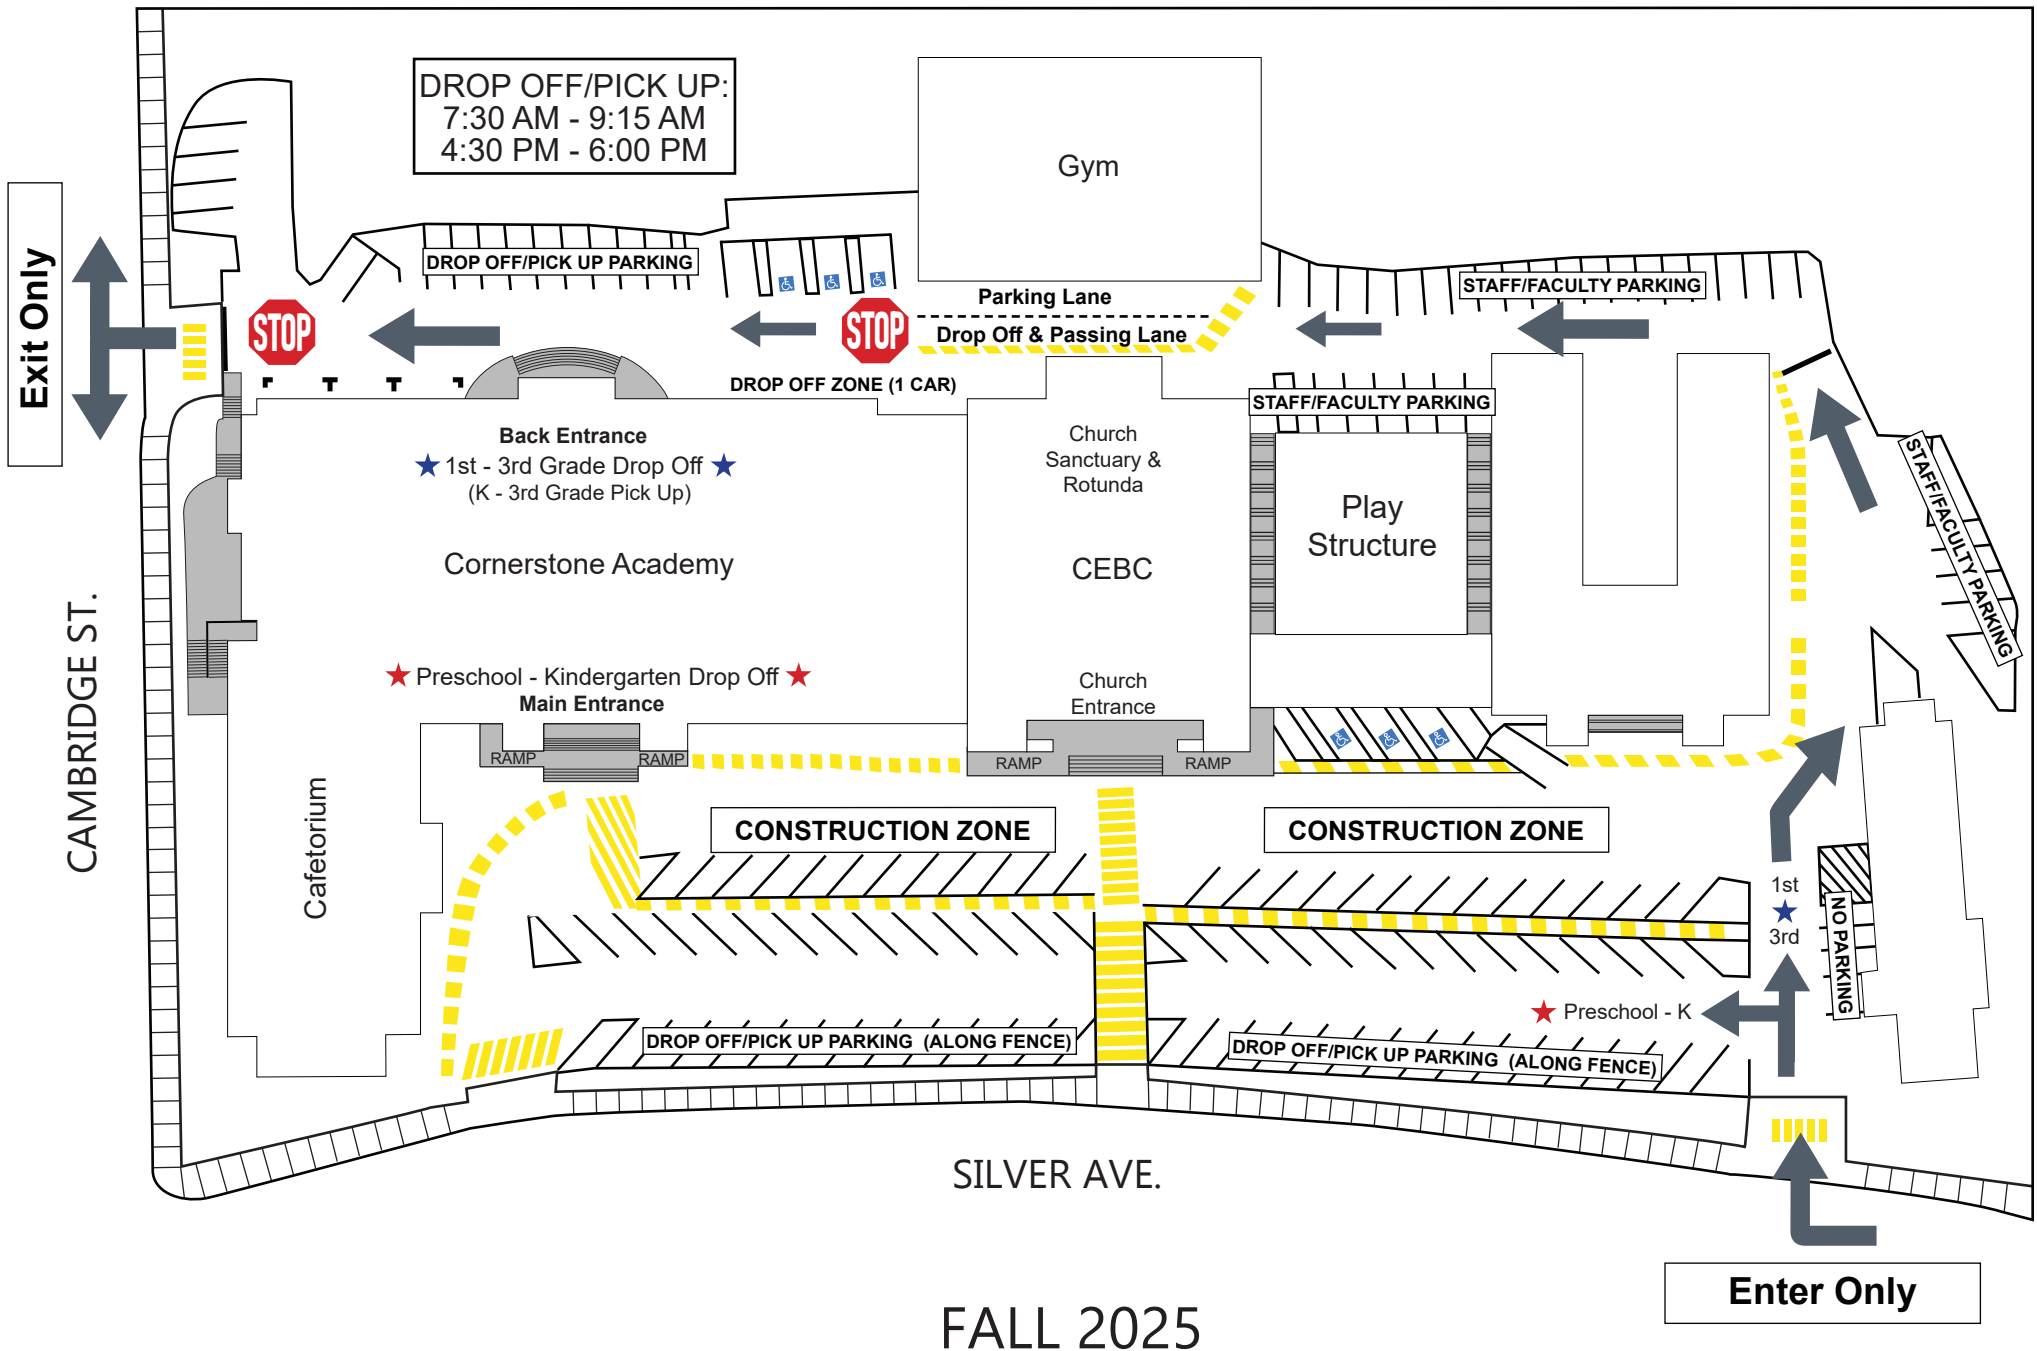 DROP OFF/PICK UP:
7:30 AM - 9:15 AM
4:30 PM - 6:00 PM
Gym
Exit Only
DROP OFF/PICK UP PARKING
STOP
STOP
Parking Lane
Drop Off & Passing Lane
STAFF/FACULTY PARKING
DROP OFF ZONE (1 CAR)
STAFF/FACULTY PARKING
STAFF/FACULTY PARKING
Back Entrance
1st - 3rd Grade Drop Off
(K - 3rd Grade Pick Up)
Church
Sanctuary &
Rotunda
Play
Structure
Cornerstone Academy
CEBC
CAMBRIDGE ST.
Preschool - Kindergarten Drop Off
Main Entrance
Church
Entrance
RAMP
RAMP
RAMP
RAMP
Cafetorium
CONSTRUCTION ZONE
CONSTRUCTION ZONE
1st
3rd
NO PARKING
Preschool - K
DROP OFF/PICK UP PARKING (ALONG FENCE)
DROP OFF/PICK UP PARKING (ALONG FENCE)
SILVER AVE.
Enter Only
FALL 2025